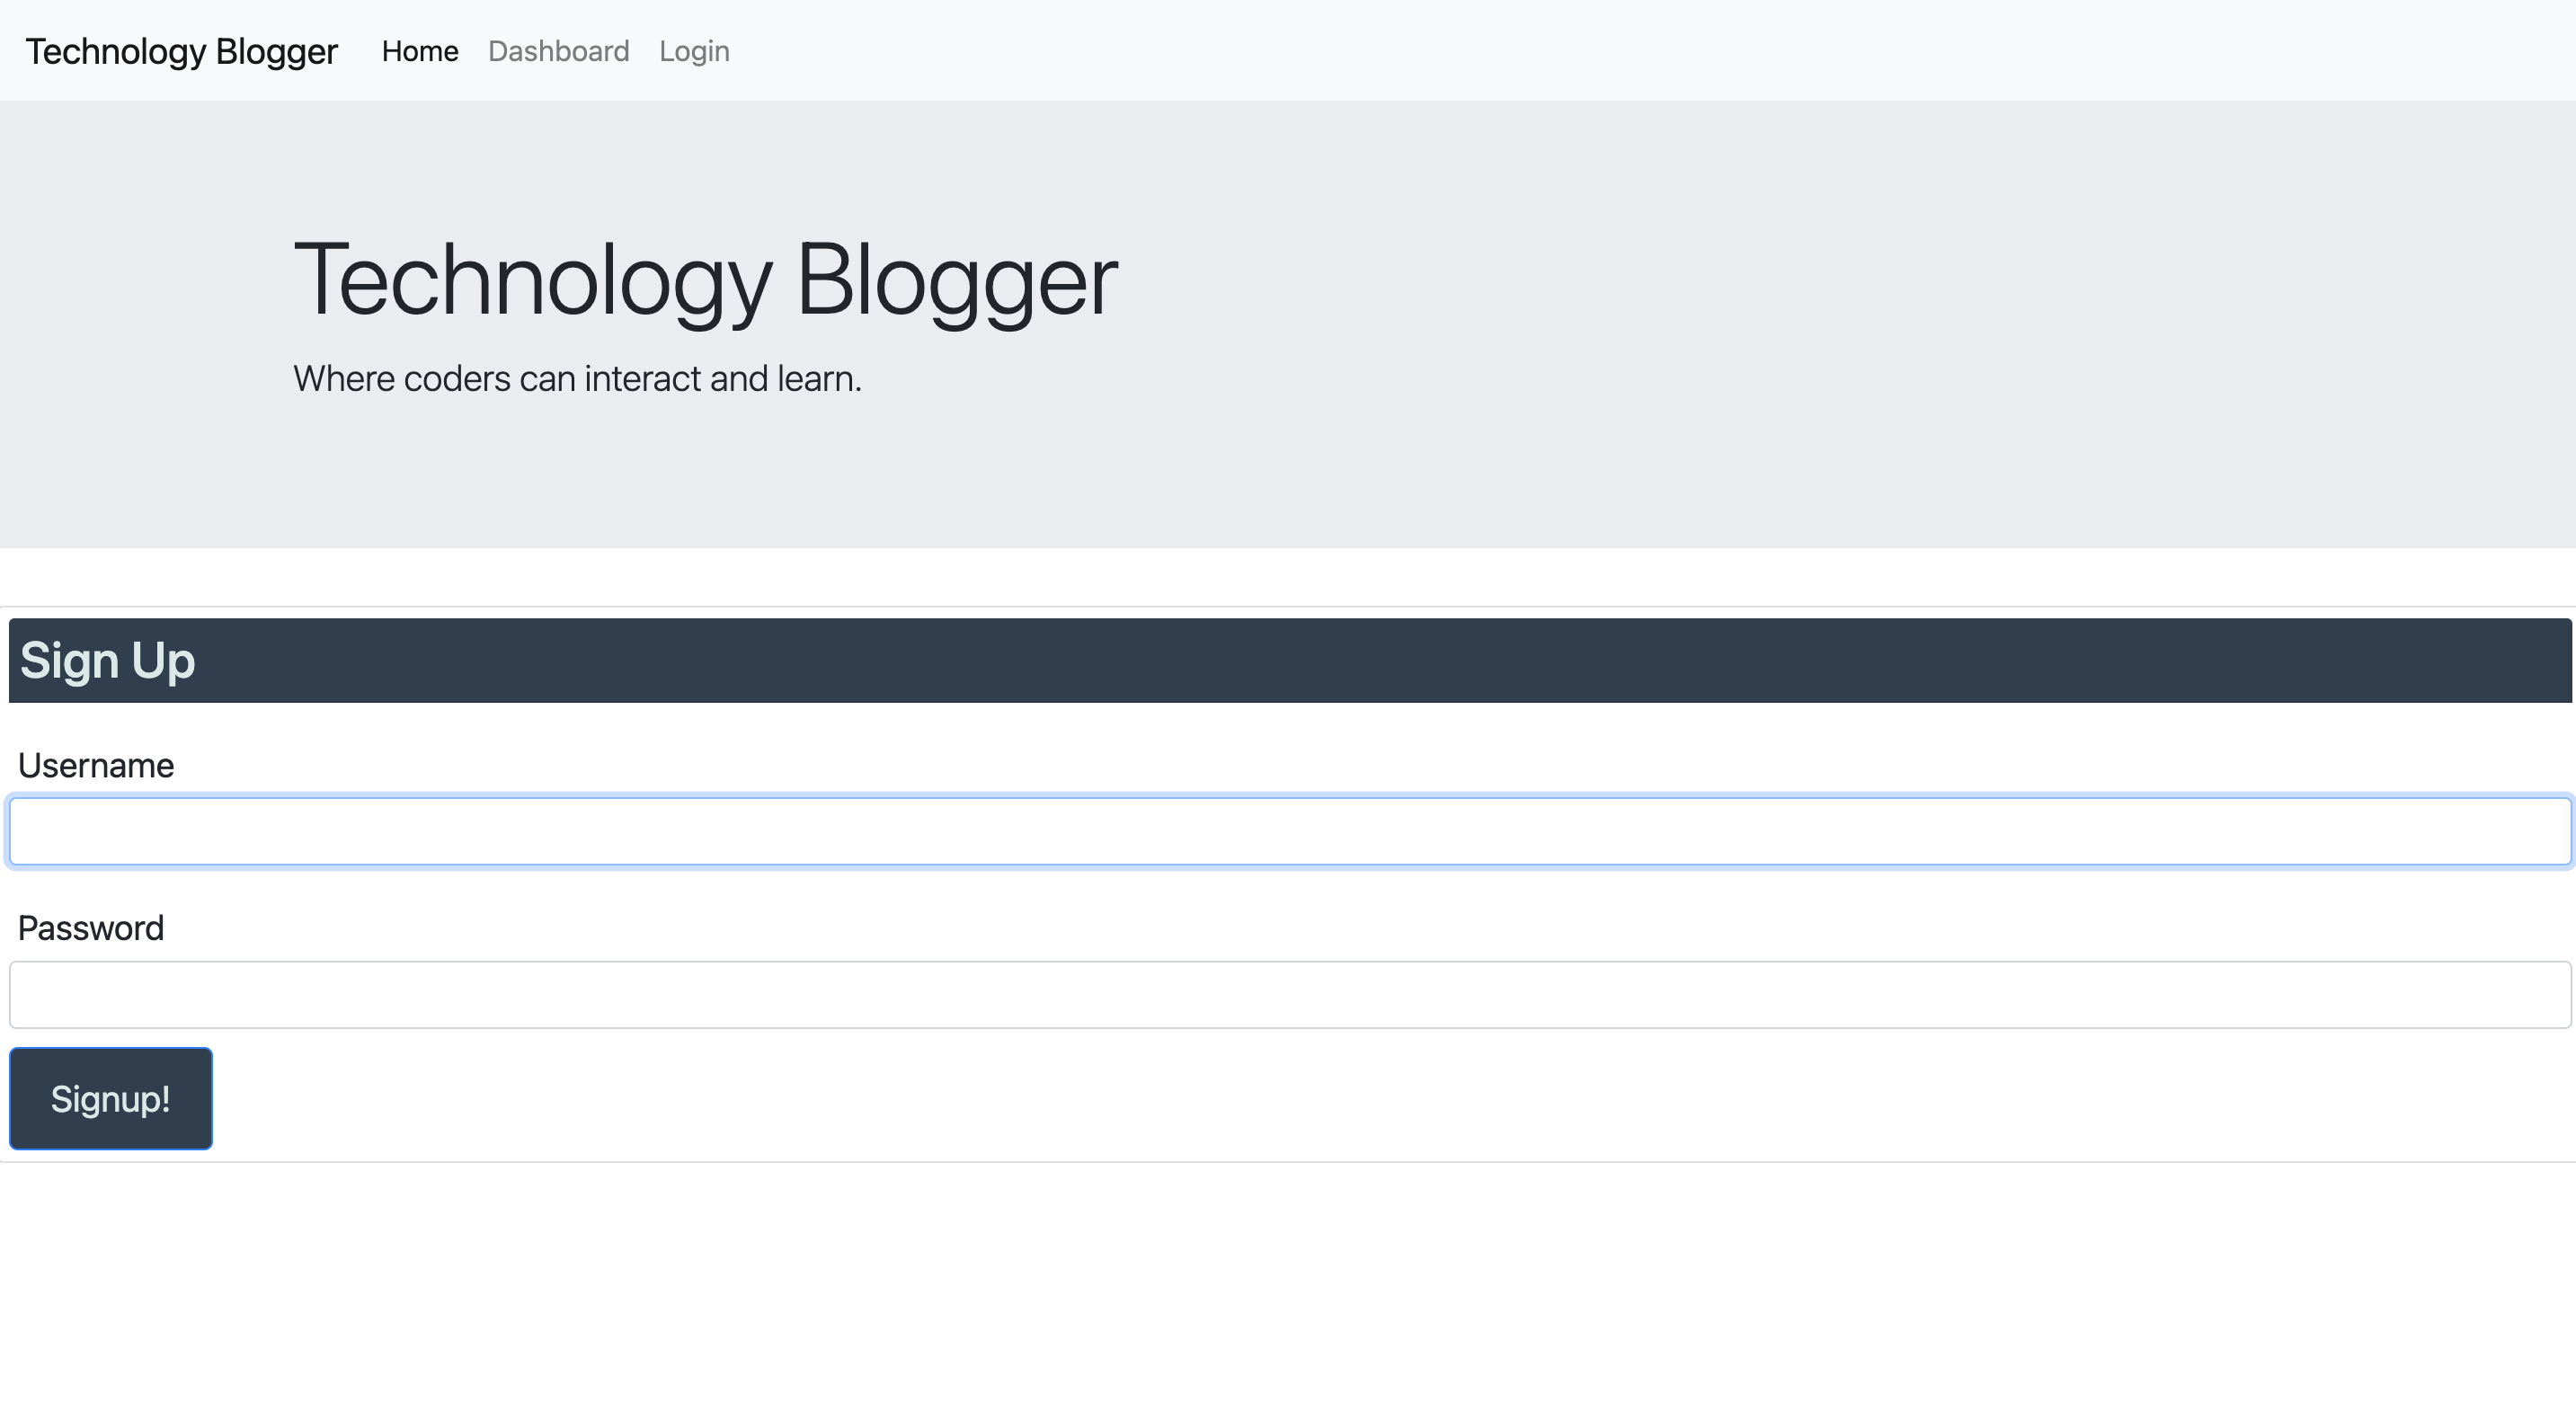 Technology Blogger Home Dashboard Login
Technology Blogger
Where coders can interact and learn.
Sign Up
Username
Password
Signup!